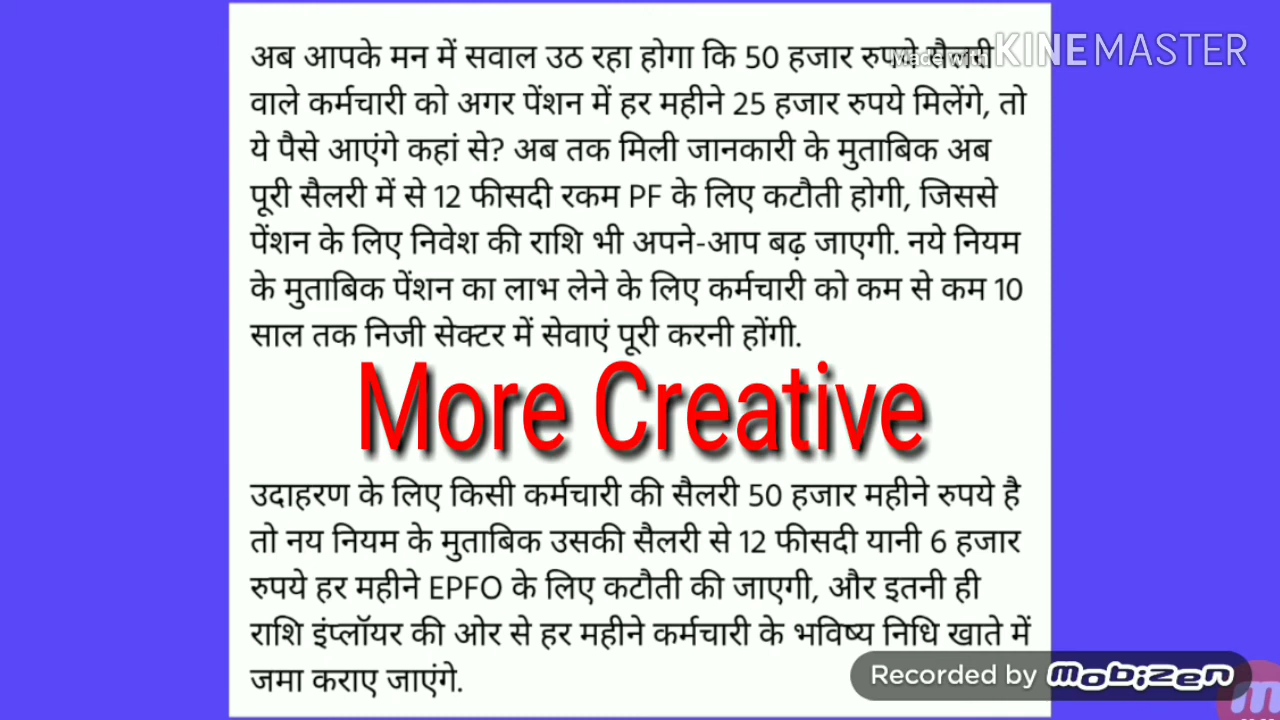 अब आपके मन में सवाल उठ रहा होगा कि 50 हजार रुपये सैलरी
Made with KINEMASTER
वाले कर्मचारी को अगर पेंशन में हर महीने 25 हजार रुपये मिलेंगे, तो
ये पैसे आएंगे कहां से? अब तक मिली जानकारी के मुताबिक अब
पूरी सैलरी में से 12 फीसदी रकम PF के लिए कटौती होगी, जिससे
पेंशन के लिए निवेश की राशि भी अपने-आप बढ़ जाएगी. नये नियम
के मुताबिक पेंशन का लाभ लेने के लिए कर्मचारी को कम से कम 10
साल तक निजी सेक्टर में सेवाएं पूरी करनी होंगी.
More Creative
उदाहरण के लिए किसी कर्मचारी की सैलरी 50 हजार महीने रुपये है
तो नय नियम के मुताबिक उसकी सैलरी से 12 फीसदी यानी 6 हजार
रुपये हर महीने EPFO के लिए कटौती की जाएगी, और इतनी ही
राशि इंप्लॉयर की ओर से हर महीने कर्मचारी के भविष्य निधि खाते में
जमा कराए जाएंगे.
Recorded by mobizen